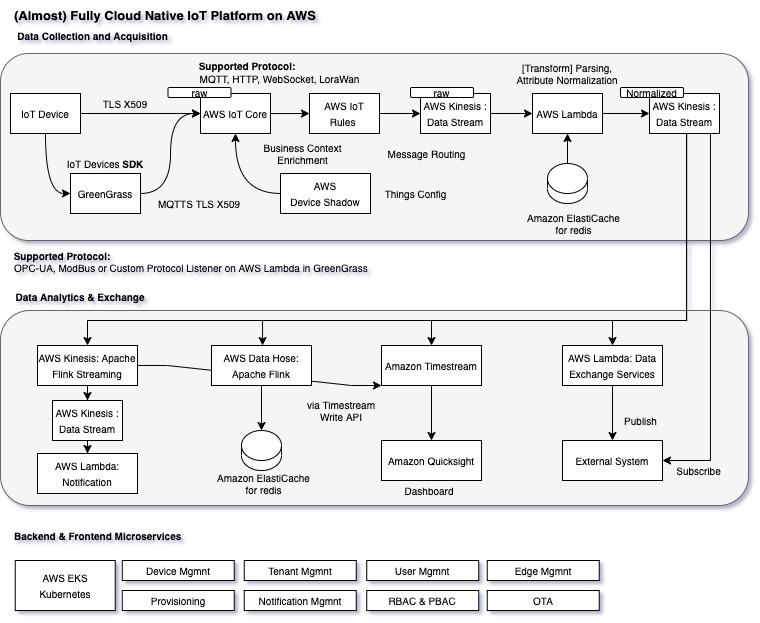 (Almost) Fully Cloud Native IoT Platform on AWS
Data Collection and Acquisition
Supported Protocol:
MQTT, HTTP, WebSocket, LoraWan
[Transform] Parsing,
Attribute Normalization
raw
raw
Normalized
IoT Device
TLS X509
AWS IoT Core
AWS IoT
Rules
AWS Kinesis :
Data Stream
AWS Lambda
AWS Kinesis :
Data Stream
IoT Devices SDK
Business Context
Enrichment
Message Routing
GreenGrass
MQTTS TLS X509
AWS
Device Shadow
Things Config
Amazon ElastiCache
for redis
Supported Protocol:
OPC-UA, ModBus or Custom Protocol Listener on AWS Lambda in GreenGrass
Data Analytics & Exchange
AWS Kinesis: Apache
Flink Streaming
AWS Data Hose:
Apache Flink
Amazon Timestream
AWS Lambda: Data
Exchange Services
via Timestream
Write API
AWS Kinesis :
Data Stream
Publish
AWS Lambda:
Notification
Amazon ElastiCache
for redis
Amazon Quicksight
Dashboard
External System
Subscribe
Backend & Frontend Microservices
AWS EKS
Kubernetes
Device Mgmnt
Tenant Mgmnt
User Mgmnt
Edge Mgmnt
Provisioning
Notification Mgmnt
RBAC & PBAC
OTA